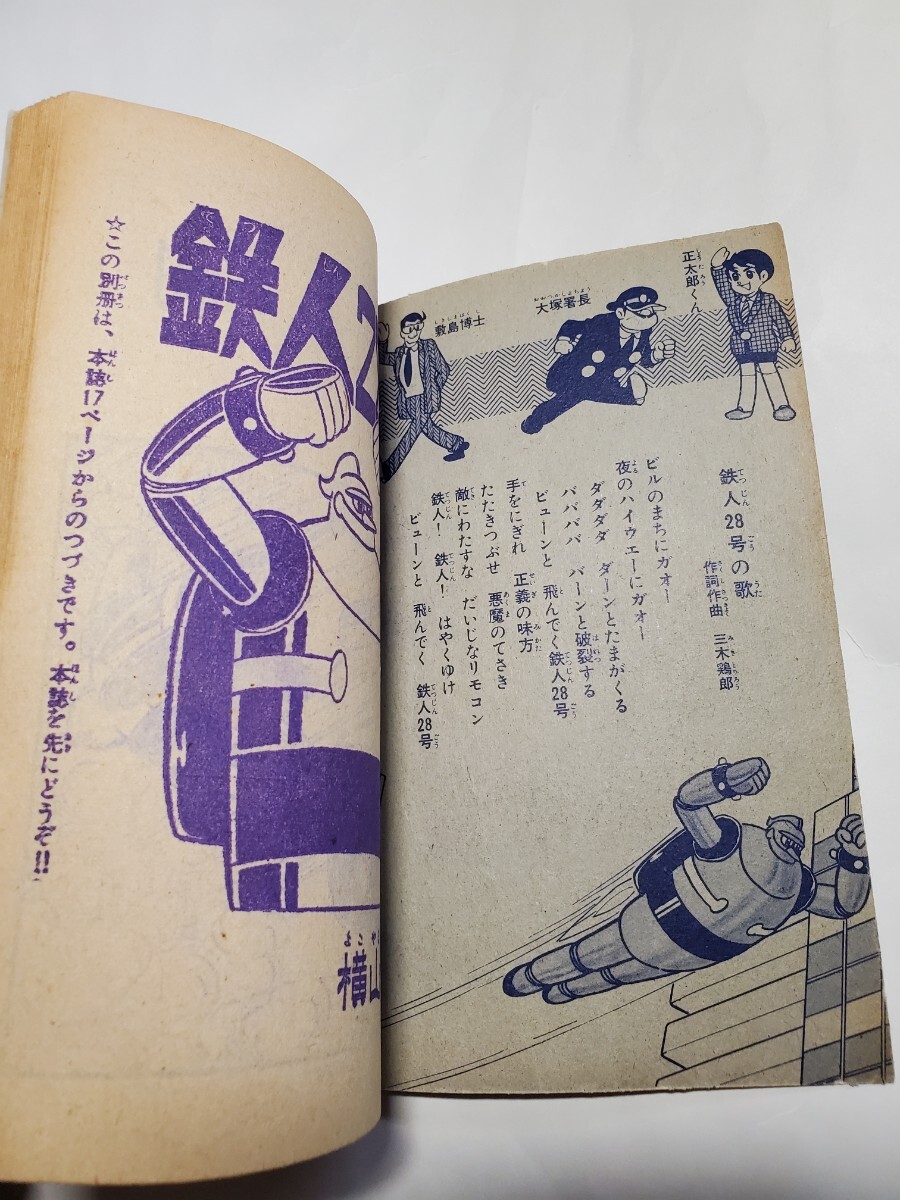 正太郎くん
大塚署長
敷島博士
鉄人28号の歌
作詞作曲 三木鶏郎
ビルのまちにガオー
夜のハイウエーにガオー
ダダダダ ダーンとたまがくる
ババババ バーンと破裂する
ビューンと 飛んでく鉄人28号
手をにぎれ 正義の味方
たたきつぶせ 悪魔のてさき
敵にわたすな だいじなリモコン
鉄人! 鉄人! はやくゆけ
ビューンと 飛んでく 鉄人28号
鉄人2
横山
☆この別冊は、本誌17ページからのつづきです。本誌を先にどうぞ!!